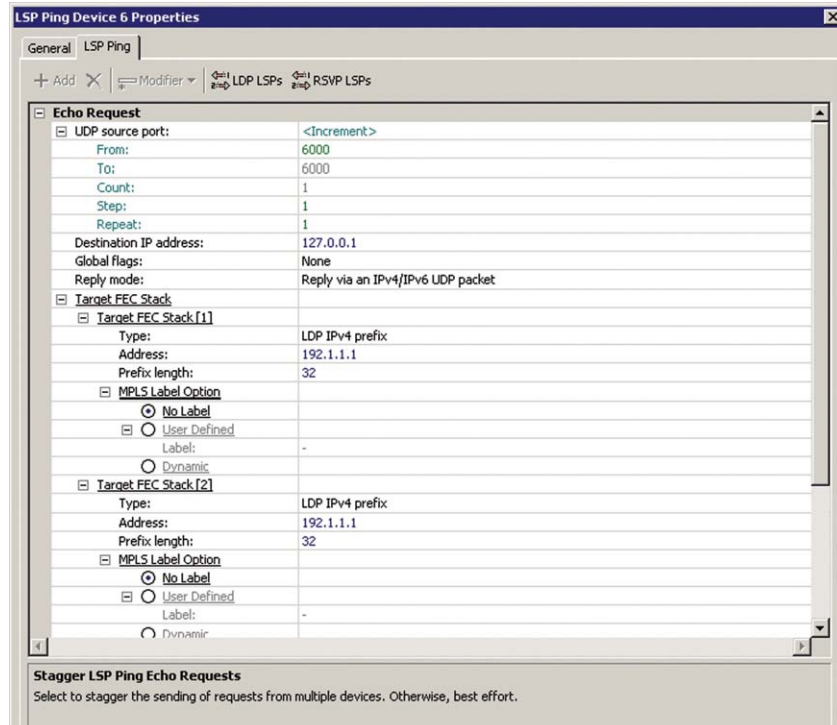 LSP Ping Device 6 Properties
General LSP Ping
Add Modifier LDP LSPs RSVP LSPs
Echo Request
UDP source port: <Increment>
From: 6000
To: 6000
Count: 1
Step: 1
Repeat: 1
Destination IP address: 127.0.0.1
Global flags: None
Reply mode: Reply via an IPv4/IPv6 UDP packet
Target FEC Stack
Target FEC Stack [1]
Type: LDP IPv4 prefix
Address: 192.1.1.1
Prefix length: 32
MPLS Label Option
No Label
User Defined
Label: -
Dynamic
Target FEC Stack [2]
Type: LDP IPv4 prefix
Address: 192.1.1.1
Prefix length: 32
MPLS Label Option
No Label
User Defined
Label: -
Dynamic
Stagger LSP Ping Echo Requests
Select to stagger the sending of requests from multiple devices. Otherwise, best effort.